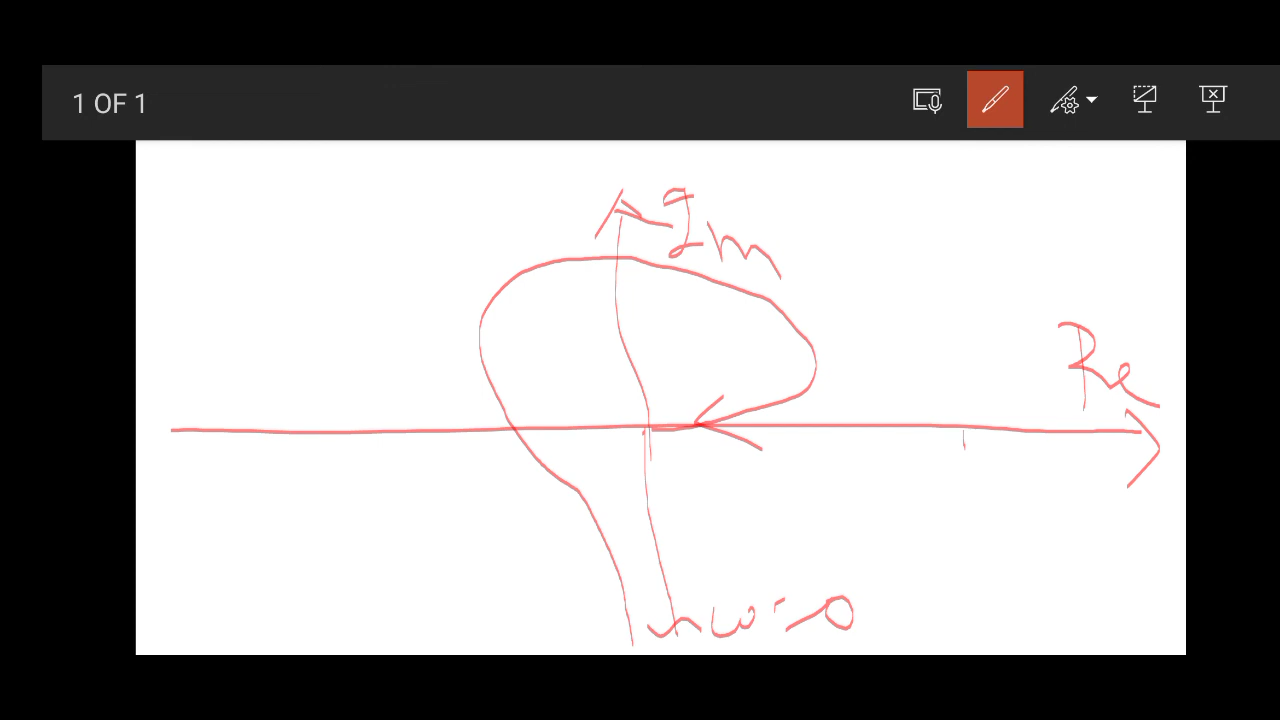 1 OF 1
Im
Re
ω=0